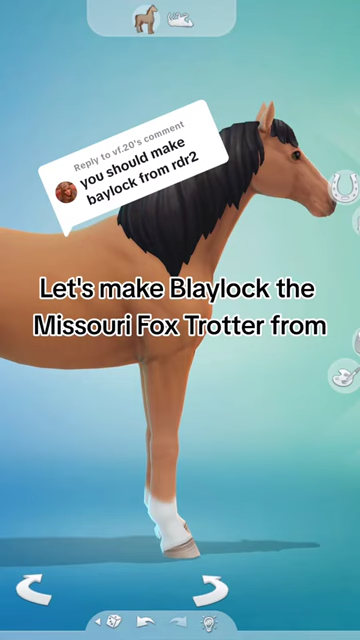 Reply to vf.20's comment
you should make
baylock from rdr2
Let's make Blaylock the
Missouri Fox Trotter from